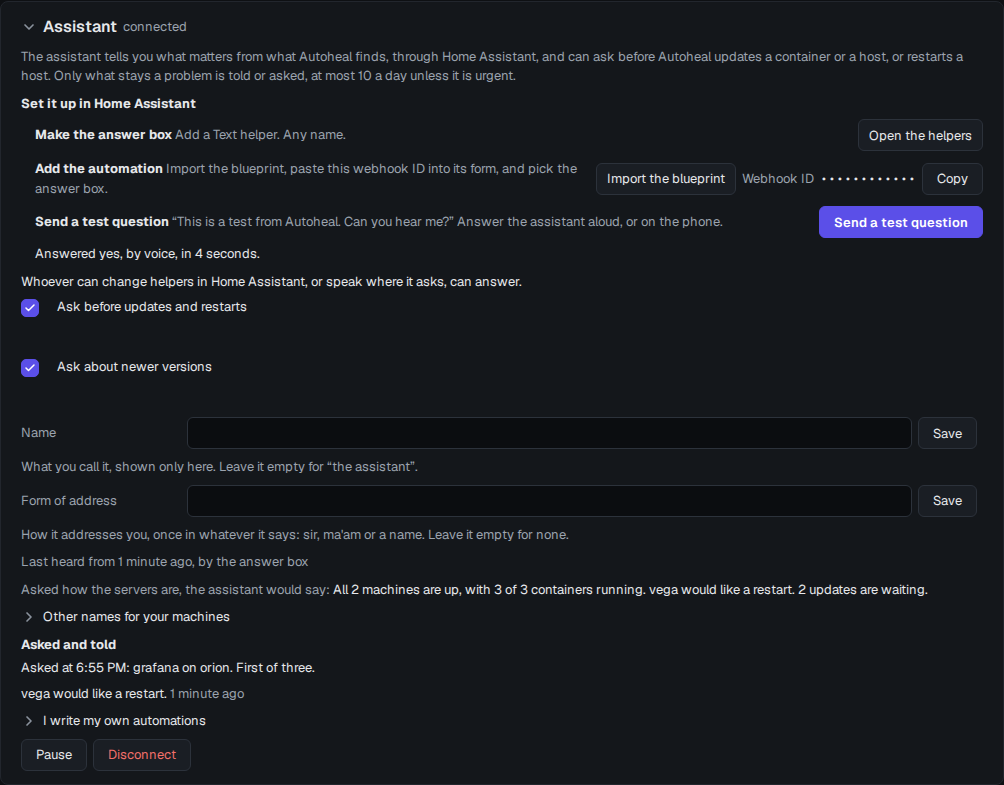 Assistant connected
The assistant tells you what matters from what Autoheal finds, through Home Assistant, and can ask before Autoheal updates a container or a host, or restarts a
host. Only what stays a problem is told or asked, at most 10 a day unless it is urgent.
Set it up in Home Assistant
Make the answer box Add a Text helper. Any name.
Open the helpers
Add the automation Import the blueprint, paste this webhook ID into its form, and pick the
answer box.
Import the blueprint Webhook ID •••••••••••• Copy
Send a test question “This is a test from Autoheal. Can you hear me?” Answer the assistant aloud, or on the phone.
Send a test question
Answered yes, by voice, in 4 seconds.
Whoever can change helpers in Home Assistant, or speak where it asks, can answer.
Ask before updates and restarts
Ask about newer versions
Name
Save
What you call it, shown only here. Leave it empty for “the assistant”.
Form of address
Save
How it addresses you, once in whatever it says: sir, ma'am or a name. Leave it empty for none.
Last heard from 1 minute ago, by the answer box
Asked how the servers are, the assistant would say: All 2 machines are up, with 3 of 3 containers running. vega would like a restart. 2 updates are waiting.
Other names for your machines
Asked and told
Asked at 6:55 PM: grafana on orion. First of three.
vega would like a restart. 1 minute ago
I write my own automations
Pause Disconnect